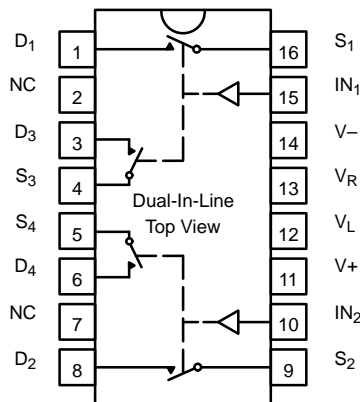 D1 1 16 S1
NC 2 15 IN1
D3 3 14 V−
S3 4 13 VR
Dual-In-Line
Top View
S4 5 12 VL
D4 6 11 V+
NC 7 10 IN2
D2 8 9 S2